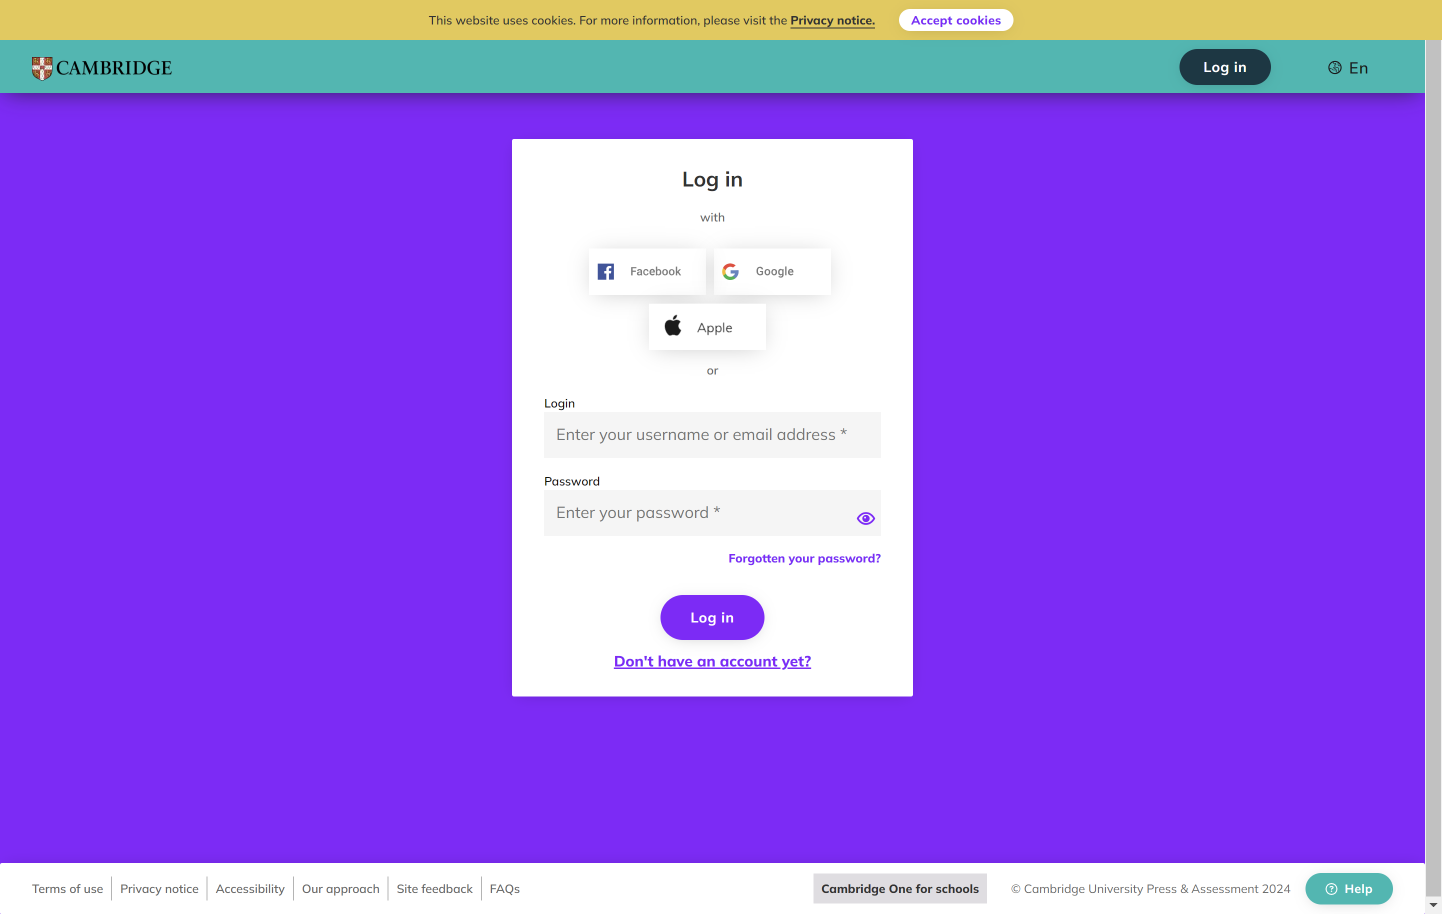 This website uses cookies. For more information, please visit the Privacy notice. Accept cookies
CAMBRIDGE
Log in
En
Log in
with
Facebook
Google
Apple
or
Login
Enter your username or email address *
Password
Enter your password *
Forgotten your password?
Log in
Don't have an account yet?
Terms of use
Privacy notice
Accessibility
Our approach
Site feedback
FAQs
Cambridge One for schools
© Cambridge University Press & Assessment 2024
Help